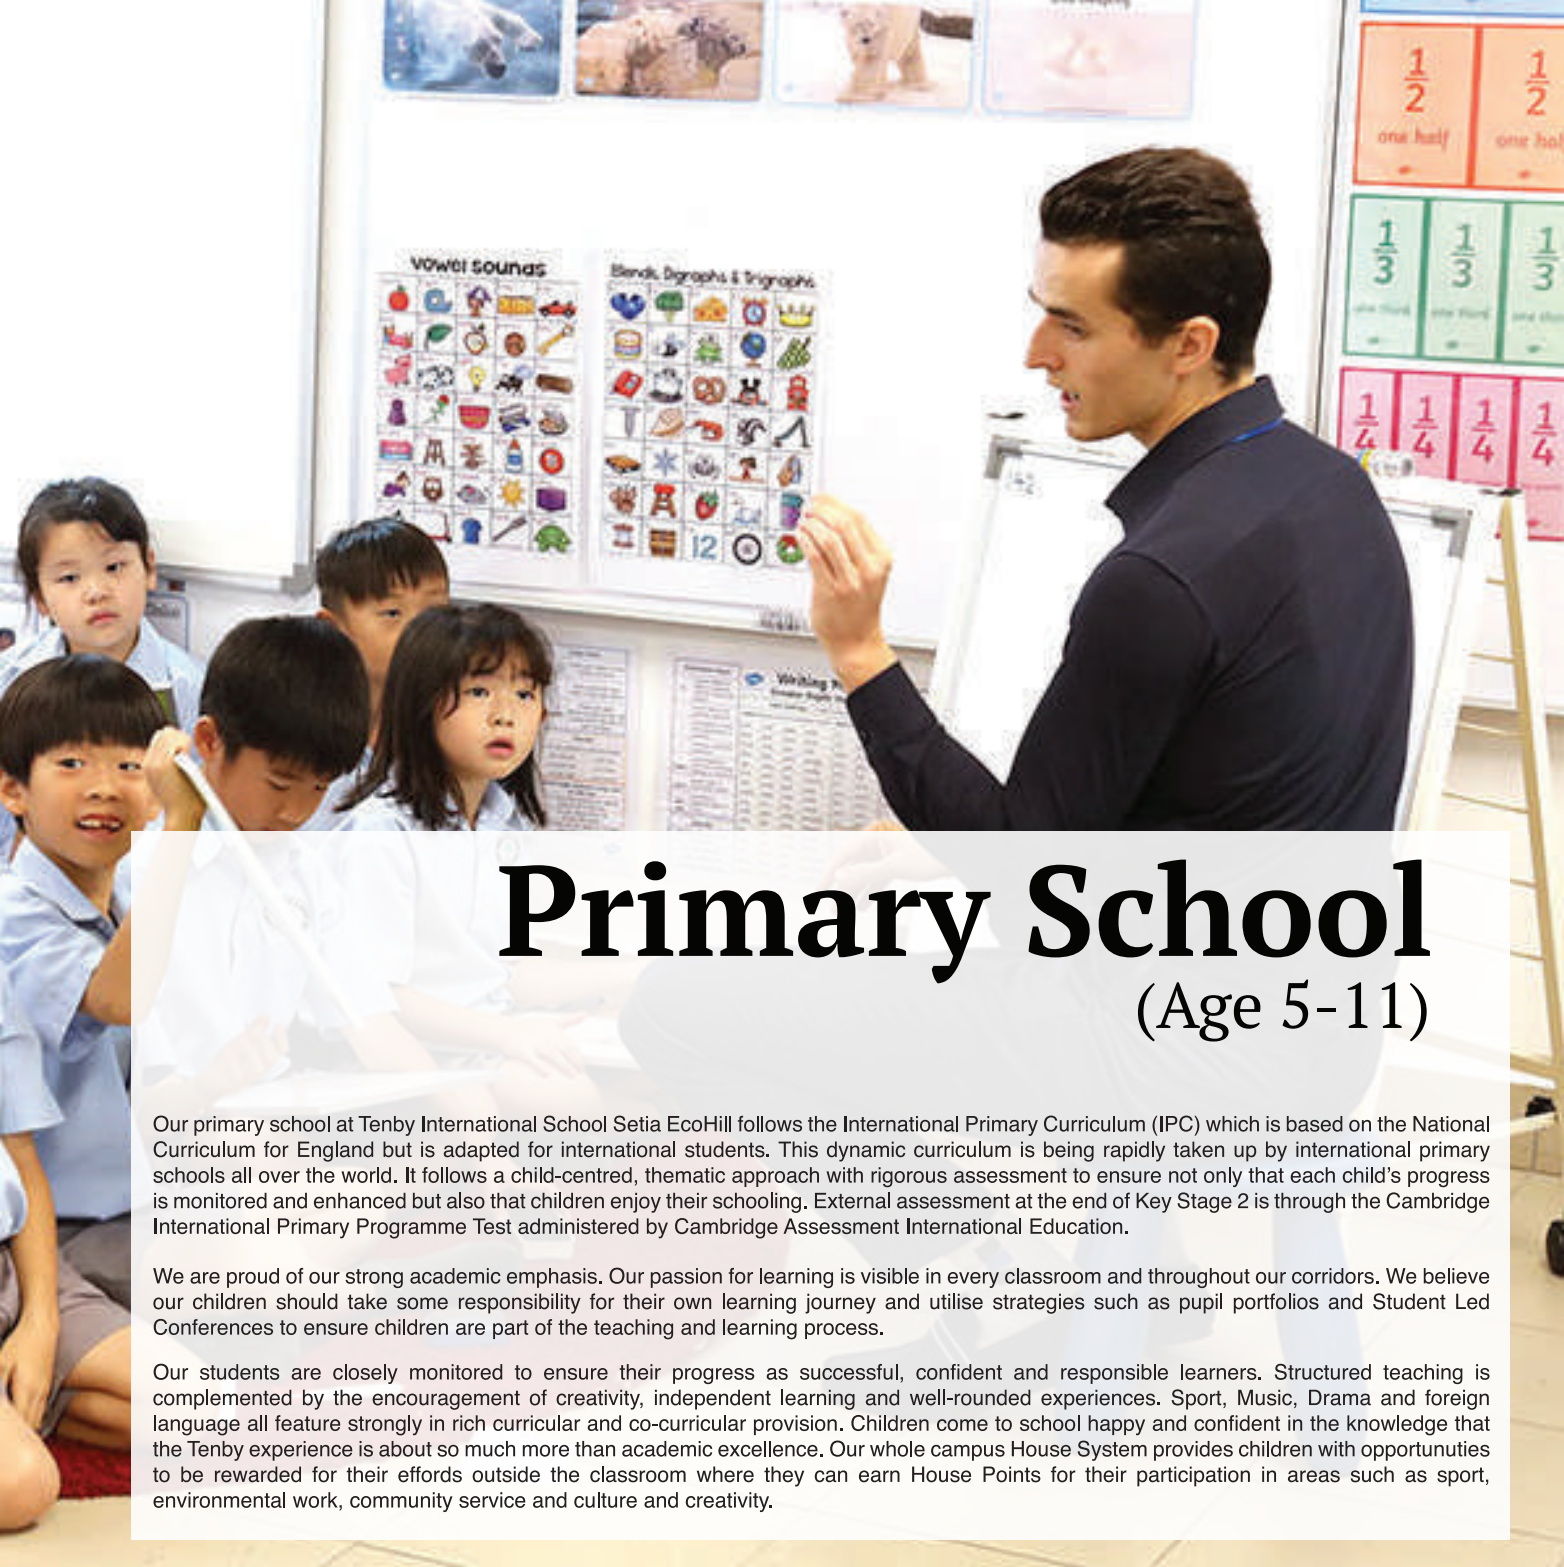 1
2
one half
1
2
one hal
Vowel Sounds
Blends, Digraphs & Trigraphs
1
3
1
3
1
3
one third
one third
1
4
1
4
1
4
1
4
12
Writing
Primary School
(Age 5-11)
Our primary school at Tenby International School Setia EcoHill follows the International Primary Curriculum (IPC) which is based on the National
Curriculum for England but is adapted for international students. This dynamic curriculum is being rapidly taken up by international primary
schools all over the world. It follows a child-centred, thematic approach with rigorous assessment to ensure not only that each child's progress
is monitored and enhanced but also that children enjoy their schooling. External assessment at the end of Key Stage 2 is through the Cambridge
International Primary Programme Test administered by Cambridge Assessment International Education.
We are proud of our strong academic emphasis. Our passion for learning is visible in every classroom and throughout our corridors. We believe
our children should take some responsibility for their own learning journey and utilise strategies such as pupil portfolios and Student Led
Conferences to ensure children are part of the teaching and learning process.
Our students are closely monitored to ensure their progress as successful, confident and responsible learners. Structured teaching is
complemented by the encouragement of creativity, independent learning and well-rounded experiences. Sport, Music, Drama and foreign
language all feature strongly in rich curricular and co-curricular provision. Children come to school happy and confident in the knowledge that
the Tenby experience is about so much more than academic excellence. Our whole campus House System provides children with opportunuties
to be rewarded for their effords outside the classroom where they can earn House Points for their participation in areas such as sport,
environmental work, community service and culture and creativity.